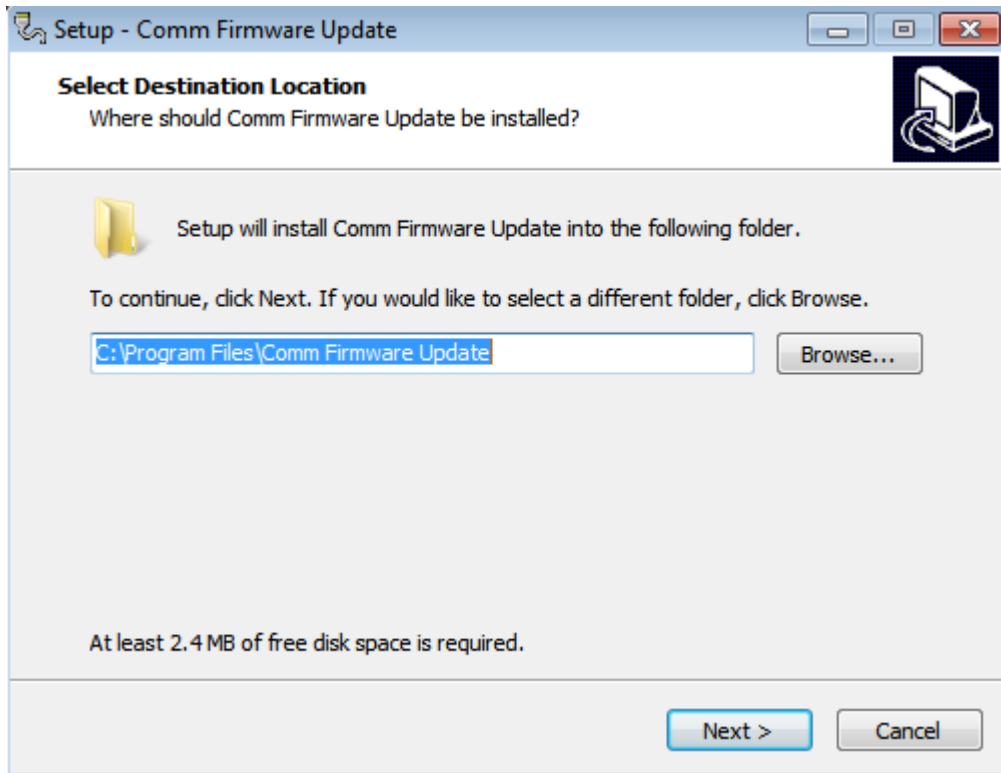 Setup - Comm Firmware Update
Select Destination Location
Where should Comm Firmware Update be installed?
Setup will install Comm Firmware Update into the following folder.
To continue, click Next. If you would like to select a different folder, click Browse.
C:\Program Files\Comm Firmware Update
Browse...
At least 2.4 MB of free disk space is required.
Next >
Cancel